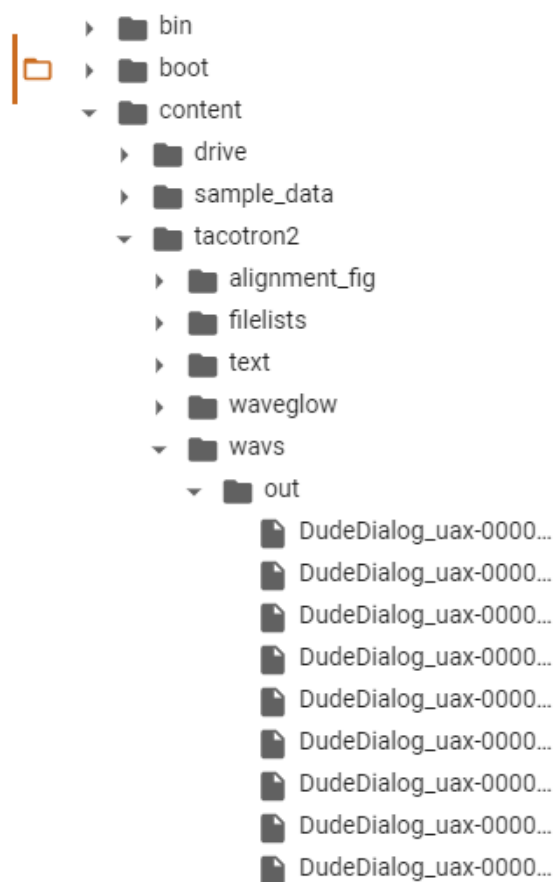 bin
boot
content
drive
sample_data
tacotron2
alignment_fig
filelists
text
waveglow
wavs
out
DudeDialog_uax-0000...
DudeDialog_uax-0000...
DudeDialog_uax-0000...
DudeDialog_uax-0000...
DudeDialog_uax-0000...
DudeDialog_uax-0000...
DudeDialog_uax-0000...
DudeDialog_uax-0000...
DudeDialog_uax-0000...